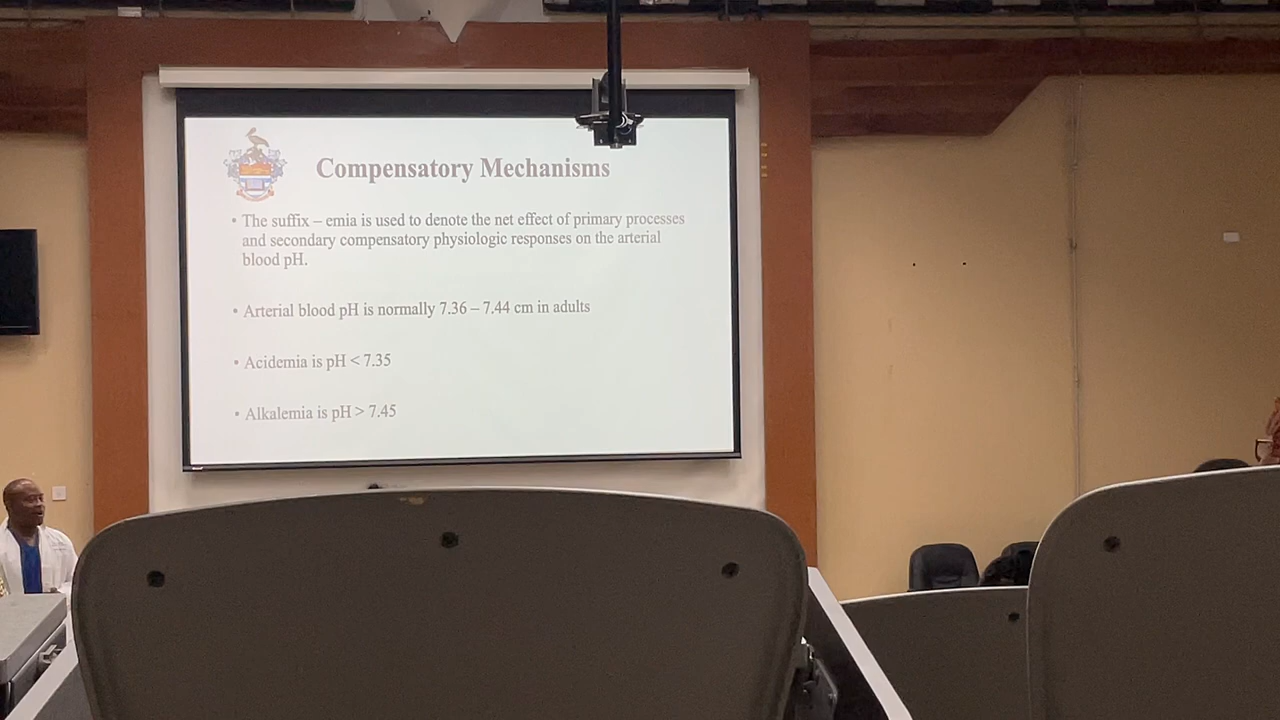 Compensatory Mechanisms
• The suffix – emia is used to denote the net effect of primary processes
and secondary compensatory physiologic responses on the arterial
blood pH.
• Arterial blood pH is normally 7.36 – 7.44 cm in adults
• Acidemia is pH < 7.35
• Alkalemia is pH > 7.45